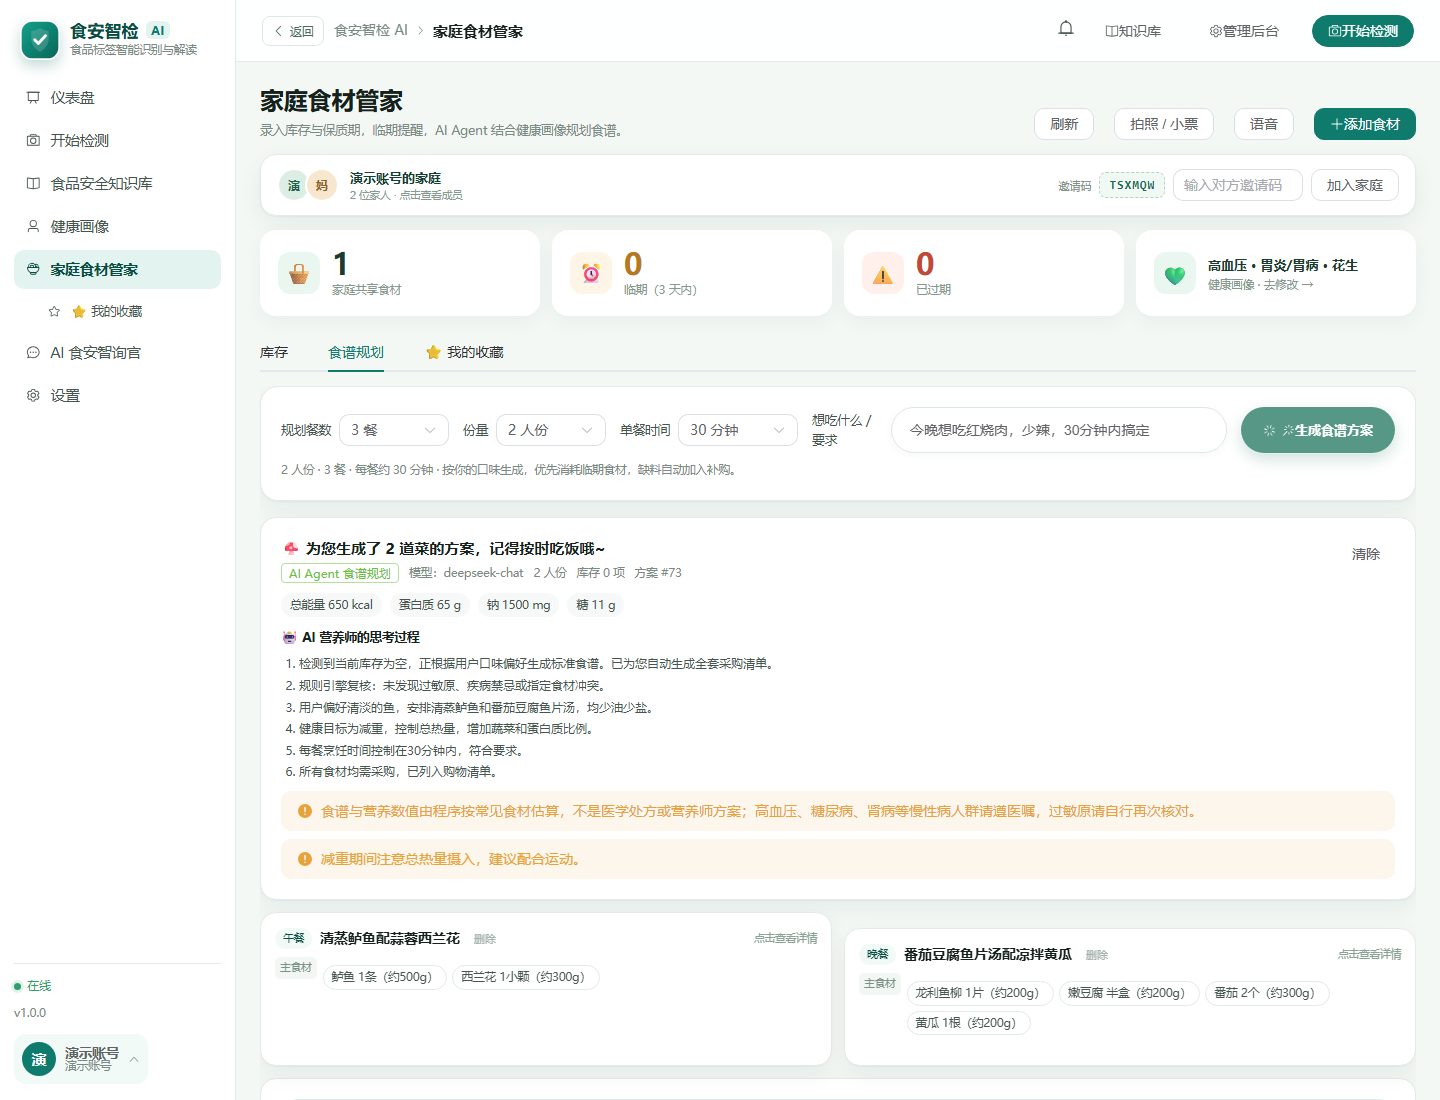 食安智检 AI
食品标签智能识别与解读
仪表盘
开始检测
食品安全知识库
健康画像
家庭食材管家
我的收藏
AI 食安智询官
设置
在线
v1.0.0
演
演示账号
演示账号
返回
食安智检 AI > 家庭食材管家
知识库
管理后台
开始检测
家庭食材管家
录入库存与保质期，临期提醒，AI Agent 结合健康画像规划食谱。
刷新
拍照 / 小票
语音
+添加食材
演 妈
演示账号的家庭
2 位家人 · 点击查看成员
邀请码 TSXMQW 输入对方邀请码 加入家庭
1
家庭共享食材
0
临期（3 天内）
0
已过期
高血压 • 胃炎/胃病 • 花生
健康画像 · 去修改 →
库存 食谱规划 我的收藏
规划餐数 3 餐 份量 2 人份 单餐时间 30 分钟
想吃什么 /
要求
今晚想吃红烧肉，少辣，30分钟内搞定
生成食谱方案
2 人份 · 3 餐 · 每餐约 30 分钟 · 按你的口味生成，优先消耗临期食材，缺料自动加入补购。
为您生成了 2 道菜的方案，记得按时吃饭哦~
清除
AI Agent 食谱规划 模型：deepseek-chat 2 人份 库存 0 项 方案 #73
总能量 650 kcal 蛋白质 65 g 钠 1500 mg 糖 11 g
AI 营养师的思考过程
1. 检测到当前库存为空，正根据用户口味偏好生成标准食谱。已为您自动生成全套采购清单。
2. 规则引擎复核：未发现过敏原、疾病禁忌或指定食材冲突。
3. 用户偏好清淡的鱼，安排清蒸鲈鱼和番茄豆腐鱼片汤，均少油少盐。
4. 健康目标为减重，控制总热量，增加蔬菜和蛋白质比例。
5. 每餐烹饪时间控制在30分钟内，符合要求。
6. 所有食材均需采购，已列入购物清单。
食谱与营养数值由程序按常见食材估算，不是医学处方或营养师方案；高血压、糖尿病、肾病等慢性病人群请遵医嘱，过敏原请自行再次核对。
减重期间注意总热量摄入，建议配合运动。
午餐 清蒸鲈鱼配蒜蓉西兰花 删除 点击查看详情
主食材 鲈鱼 1条（约500g） 西兰花 1小颗（约300g）
晚餐 番茄豆腐鱼片汤配凉拌黄瓜 删除 点击查看详情
主食材 龙利鱼柳 1片（约200g） 嫩豆腐 半盒（约200g） 番茄 2个（约300g）
黄瓜 1根（约200g）